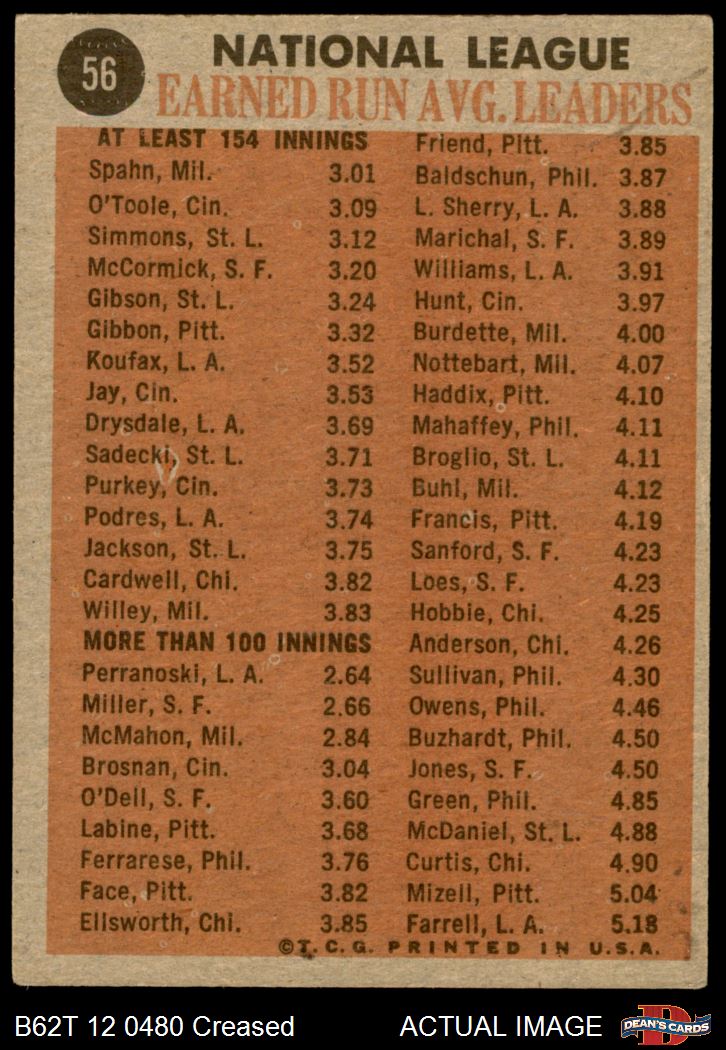 56
NATIONAL LEAGUE
EARNED RUN AVG. LEADERS
AT LEAST 154 INNINGS
Spahn, Mil. 3.01
O'Toole, Cin. 3.09
Simmons, St. L. 3.12
McCormick, S. F. 3.20
Gibson, St. L. 3.24
Gibbon, Pitt. 3.32
Koufax, L. A. 3.52
Jay, Cin. 3.53
Drysdale, L. A. 3.69
Sadecki, St. L. 3.71
Purkey, Cin. 3.73
Podres, L. A. 3.74
Jackson, St. L. 3.75
Cardwell, Chi. 3.82
Willey, Mil. 3.83
MORE THAN 100 INNINGS
Perranoski, L. A. 2.64
Miller, S. F. 2.66
McMahon, Mil. 2.84
Brosnan, Cin. 3.04
O'Dell, S. F. 3.60
Labine, Pitt. 3.68
Ferrarese, Phil. 3.76
Face, Pitt. 3.82
Ellsworth, Chi. 3.85
Friend, Pitt. 3.85
Baldschun, Phil. 3.87
L. Sherry, L. A. 3.88
Marichal, S. F. 3.89
Williams, L. A. 3.91
Hunt, Cin. 3.97
Burdette, Mil. 4.00
Nottebart, Mil. 4.07
Haddix, Pitt. 4.10
Mahaffey, Phil. 4.11
Broglio, St. L. 4.11
Buhl, Mil. 4.12
Francis, Pitt. 4.19
Sanford, S. F. 4.23
Loes, S. F. 4.23
Hobbie, Chi. 4.25
Anderson, Chi. 4.26
Sullivan, Phil. 4.30
Owens, Phil. 4.46
Buzhardt, Phil. 4.50
Jones, S. F. 4.50
Green, Phil. 4.85
McDaniel, St. L. 4.88
Curtis, Chi. 4.90
Mizell, Pitt. 5.04
Farrell, L. A. 5.18
©T. C. G. PRINTED IN U.S.A.
B62T 12 0480 Creased ACTUAL IMAGE
D
DEAN'S CARDS